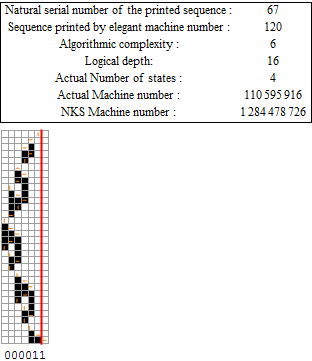 Natural serial number of the printed sequence : 67
Sequence printed by elegant machine number : 120
Algorithmic complexity : 6
Logical depth: 16
Actual Number of states : 4
Actual Machine number : 110 595 916
NKS Machine number : 1 284 478 726
000011